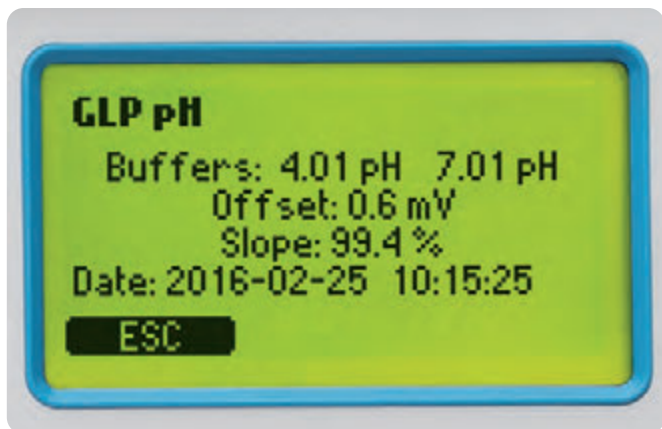 GLP pH
Buffers: 4.01 pH 7.01 pH
Offset: 0.6 mV
Slope: 99.4 %
Date: 2016-02-25 10:15:25
ESC